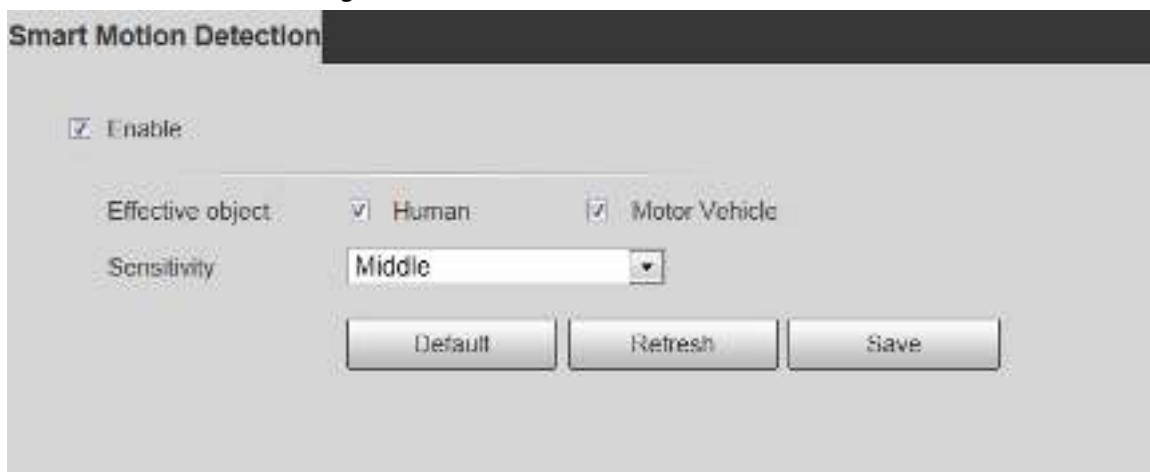 Smart Motion Detection
Enable
Effective object Human Motor Vehicle
Sensitivity Middle
Default Refresh Save